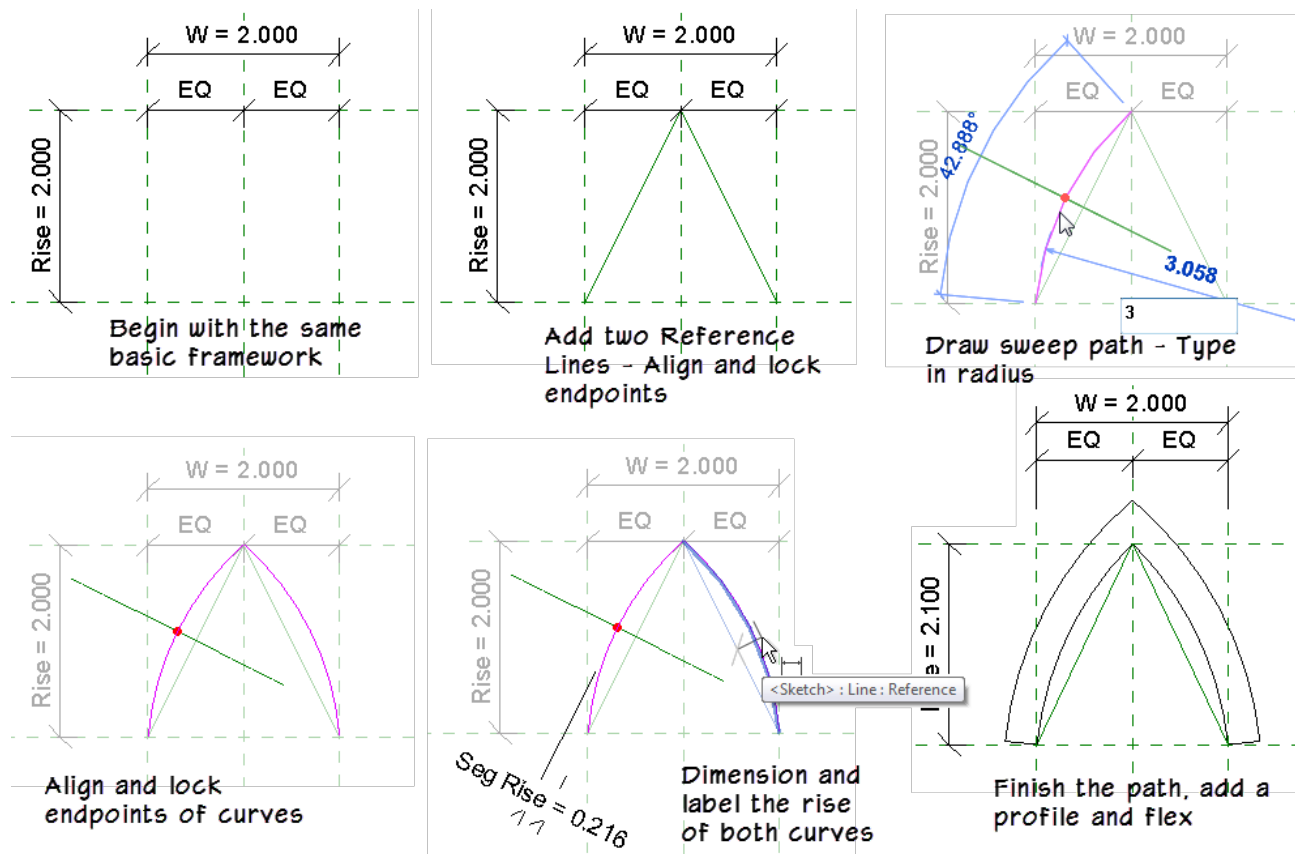 W = 2.000
EQ EQ
Rise = 2.000
Begin with the same
basic framework
W = 2.000
EQ EQ
Rise = 2.000
Add two Reference
Lines - Align and lock
endpoints
W = 2.000
EQ EQ
Rise = 2.000
42.888°
3.058
3
Draw sweep path - Type
in radius
W = 2.000
EQ EQ
Rise = 2.000
Align and lock
endpoints of curves
W = 2.000
EQ EQ
Rise = 2.000
<Sketch> : Line : Reference
Seg Rise = 0.216
Dimension and
label the rise
of both curves
W = 2.000
EQ EQ
= 2.100
Finish the path, add a
profile and flex